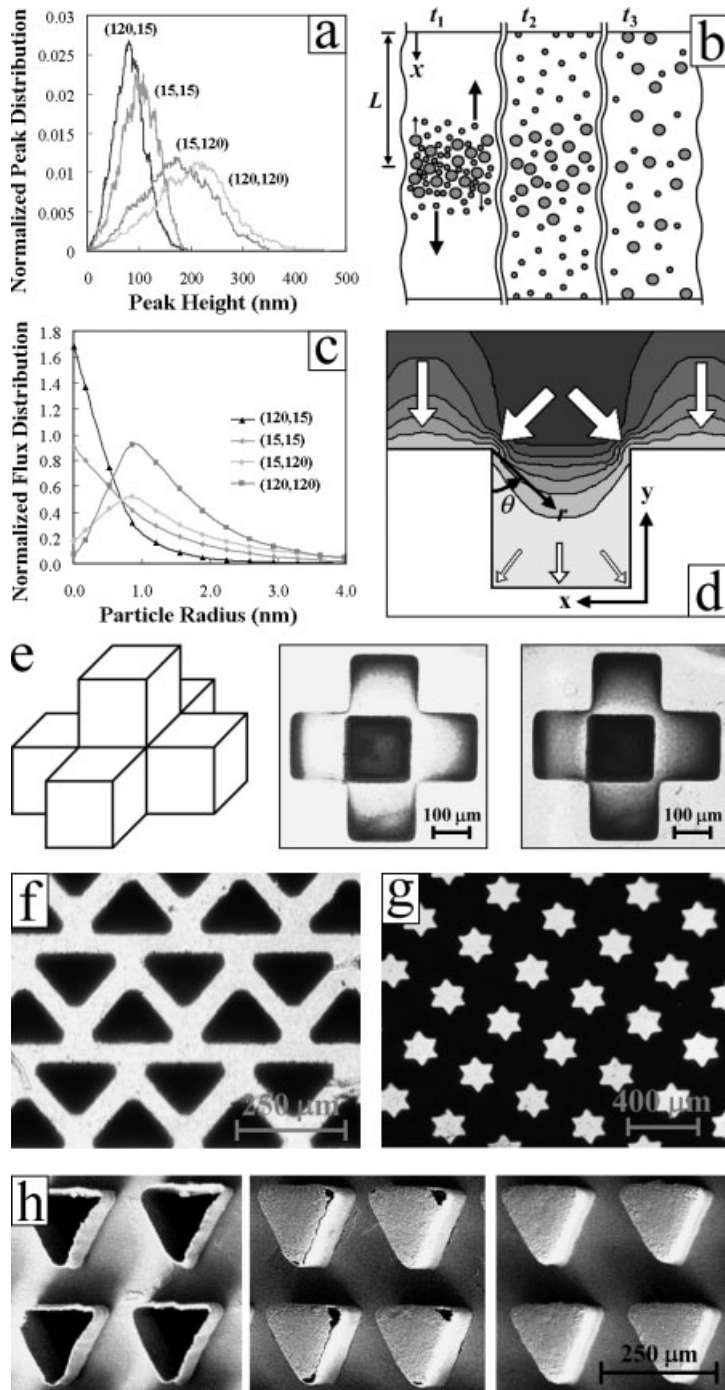 a
Normalized Peak Distribution
0.03
0.025
0.02
0.015
0.01
0.005
0
(120,15)
(15,15)
(15,120)
(120,120)
0 100 200 300 400 500
Peak Height (nm)
b
t1 t2 t3
x
L
c
Normalized Flux Distribution
1.8
1.6
1.4
1.2
1.0
0.8
0.6
0.4
0.2
0.0
(120,15)
(15,15)
(15,120)
(120,120)
0.0 1.0 2.0 3.0 4.0
Particle Radius (nm)
θ
r
y
x
d
e
100 μm
100 μm
f
250 μm
g
400 μm
h
250 μm